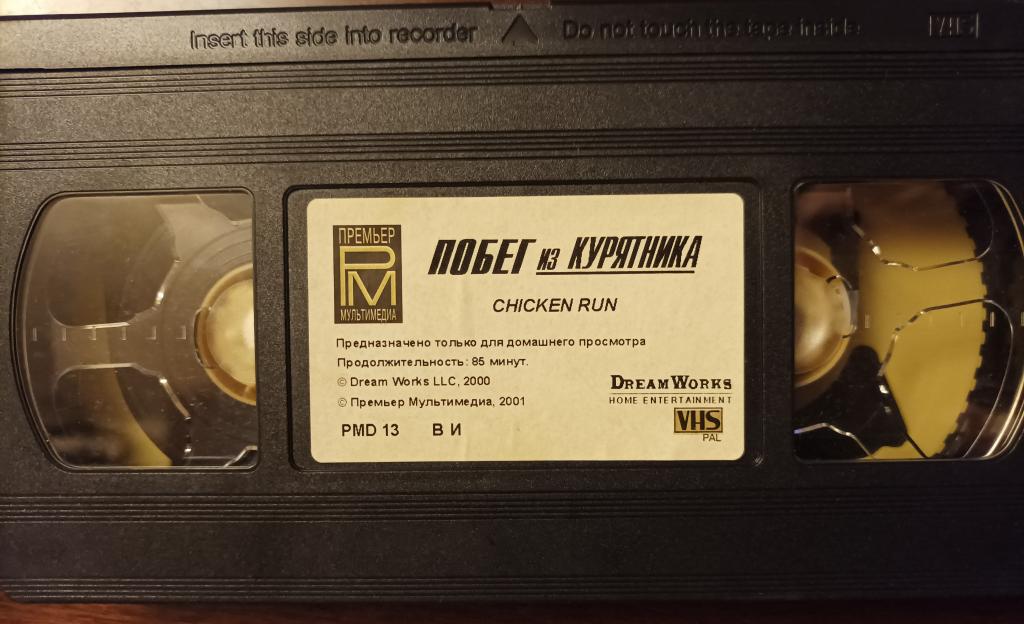 Insert this side into recorder
Do not touch the tape inside
VHS
ПРЕМЬЕР
PM
МУЛЬТИМЕДИА
ПОБЕГ ИЗ КУРЯТНИКА
CHICKEN RUN
Предназначено только для домашнего просмотра
Продолжительность: 85 минут.
© Dream Works LLC, 2000
© Премьер Мультимедиа, 2001
PMD 13 В И
DREAMWORKS
HOME ENTERTAINMENT
VHS
PAL